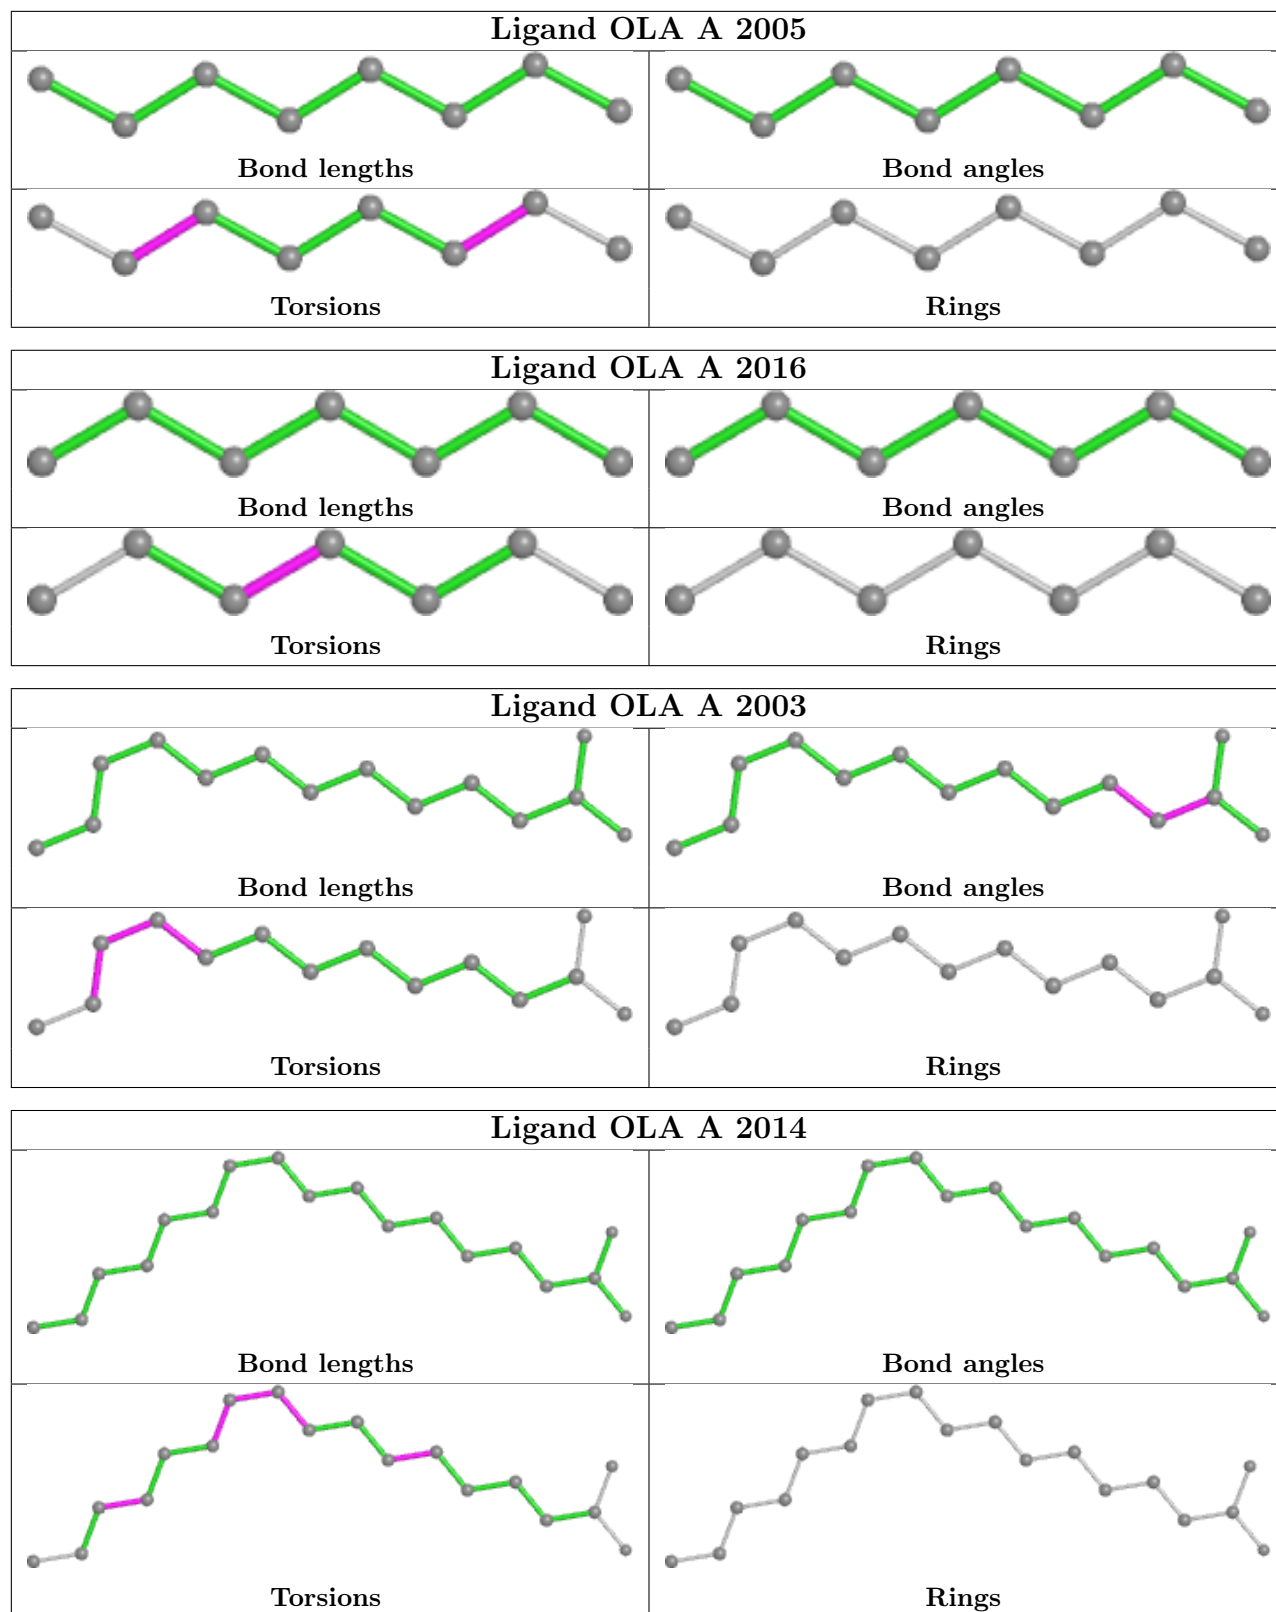 Ligand OLA A 2005
Bond lengths
Bond angles
Torsions
Rings
Ligand OLA A 2016
Bond lengths
Bond angles
Torsions
Rings
Ligand OLA A 2003
Bond lengths
Bond angles
Torsions
Rings
Ligand OLA A 2014
Bond lengths
Bond angles
Torsions
Rings